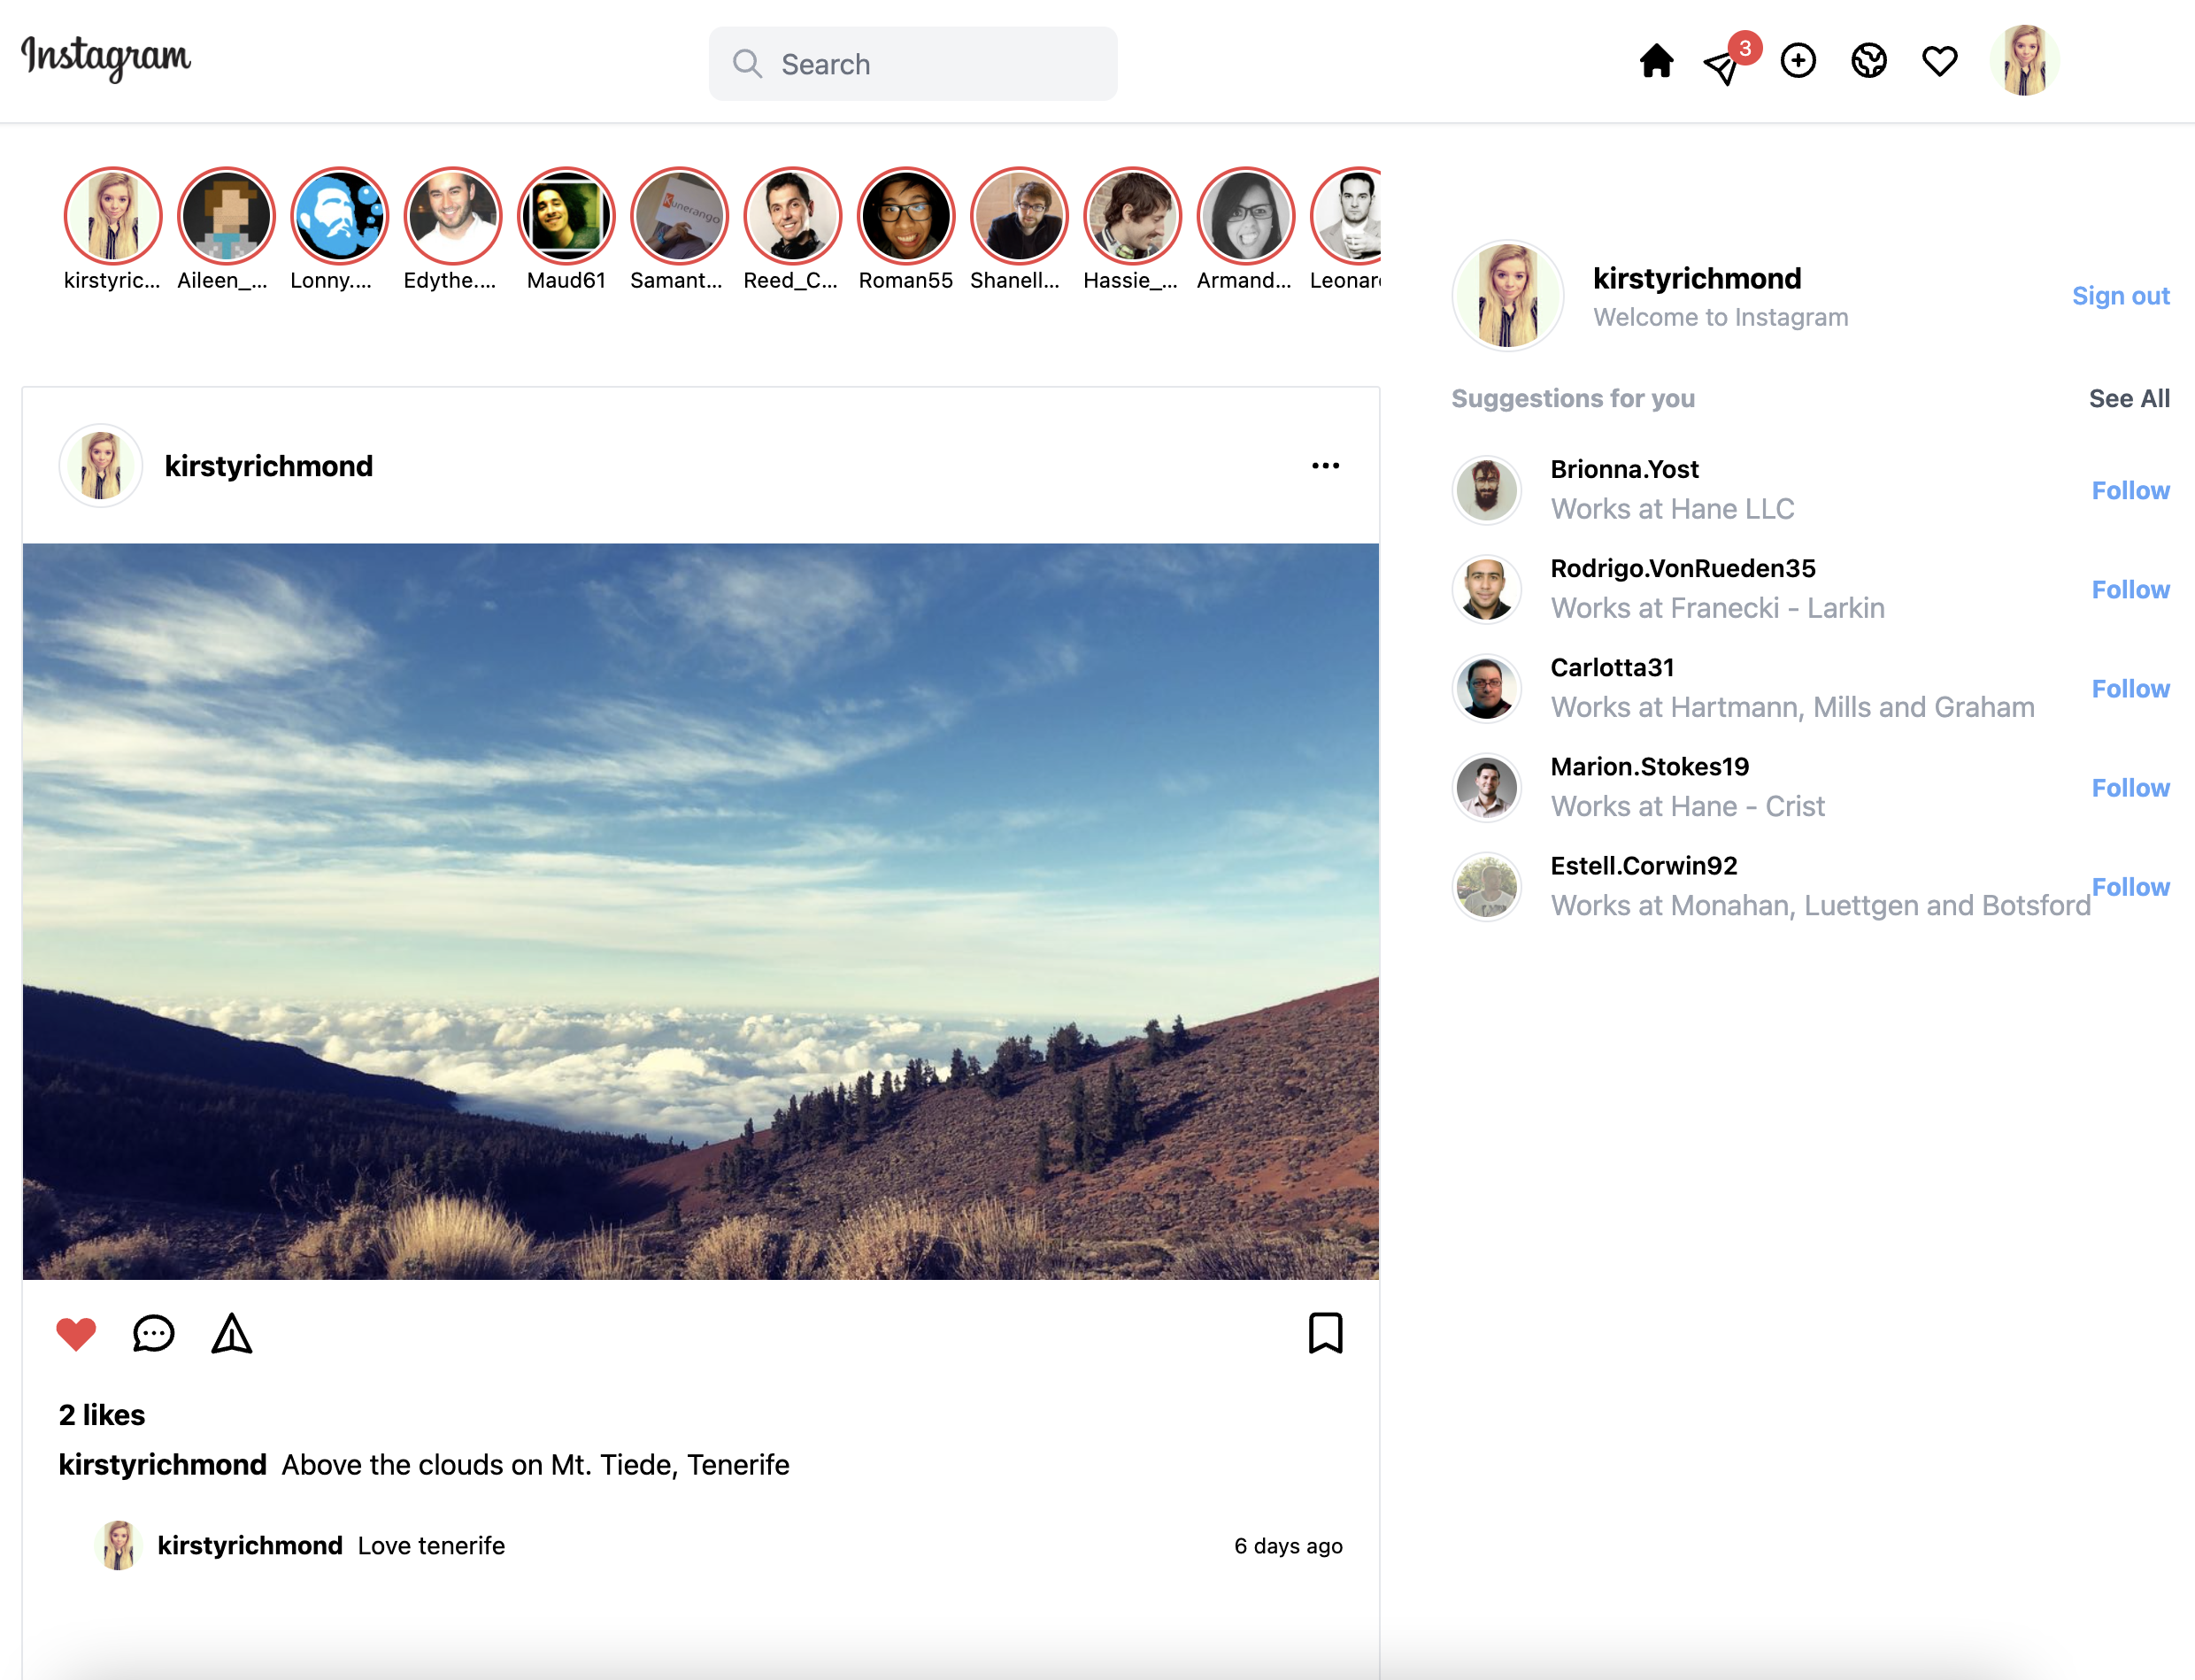 Instagram
Search
3
kirstyric...
Aileen_...
Lonny....
Edythe....
Maud61
Kunerango
Samant...
Reed_C...
Roman55
Shanell...
Hassie_...
Armand...
Leonar
kirstyrichmond
Welcome to Instagram
Sign out
Suggestions for you
See All
Brionna.Yost
Works at Hane LLC
Follow
Rodrigo.VonRueden35
Works at Franecki - Larkin
Follow
Carlotta31
Works at Hartmann, Mills and Graham
Follow
Marion.Stokes19
Works at Hane - Crist
Follow
Estell.Corwin92
Works at Monahan, Luettgen and Botsford
Follow
kirstyrichmond
2 likes
kirstyrichmond Above the clouds on Mt. Tiede, Tenerife
kirstyrichmond Love tenerife
6 days ago